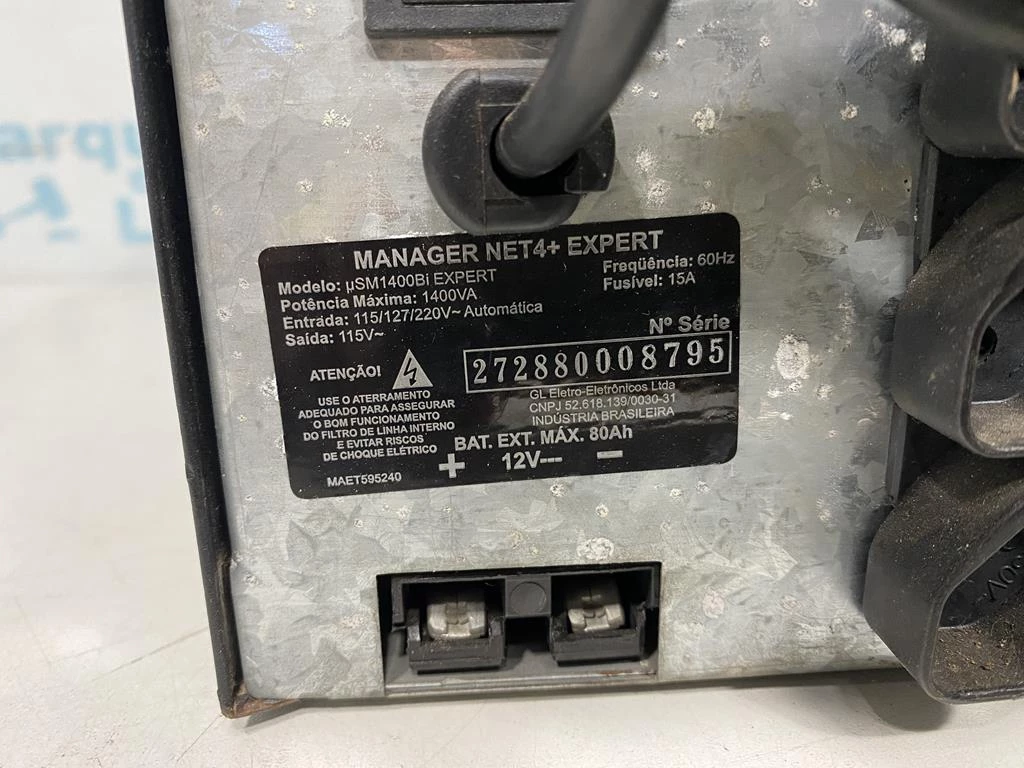 MANAGER NET4+ EXPERT
Modelo: µSM1400Bi EXPERT
Freqüência: 60Hz
Potência Máxima: 1400VA
Fusível: 15A
Entrada: 115/127/220V~ Automática
Saída: 115V~
Nº Série
272880008795
ATENÇÃO!
USE O ATERRAMENTO
ADEQUADO PARA ASSEGURAR
O BOM FUNCIONAMENTO
DO FILTRO DE LINHA INTERNO
E EVITAR RISCOS
DE CHOQUE ELÉTRICO
GL Eletro-Eletrônicos Ltda
CNPJ 52.618.139/0030-31
INDÚSTRIA BRASILEIRA
BAT. EXT. MÁX. 80Ah
+ 12V--- −
MAET595240